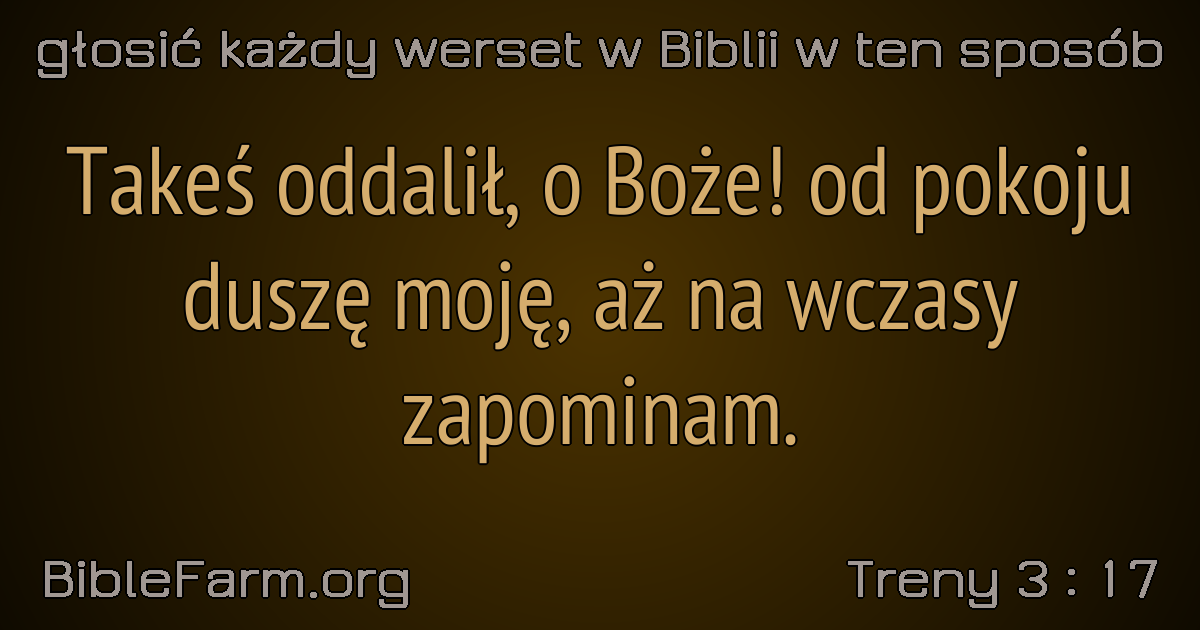 głosić każdy werset w Biblii w ten sposób
Takeś oddalił, o Boże! od pokoju
duszę moję, aż na wczasy
zapominam.
BibleFarm.org
Treny 3 : 17